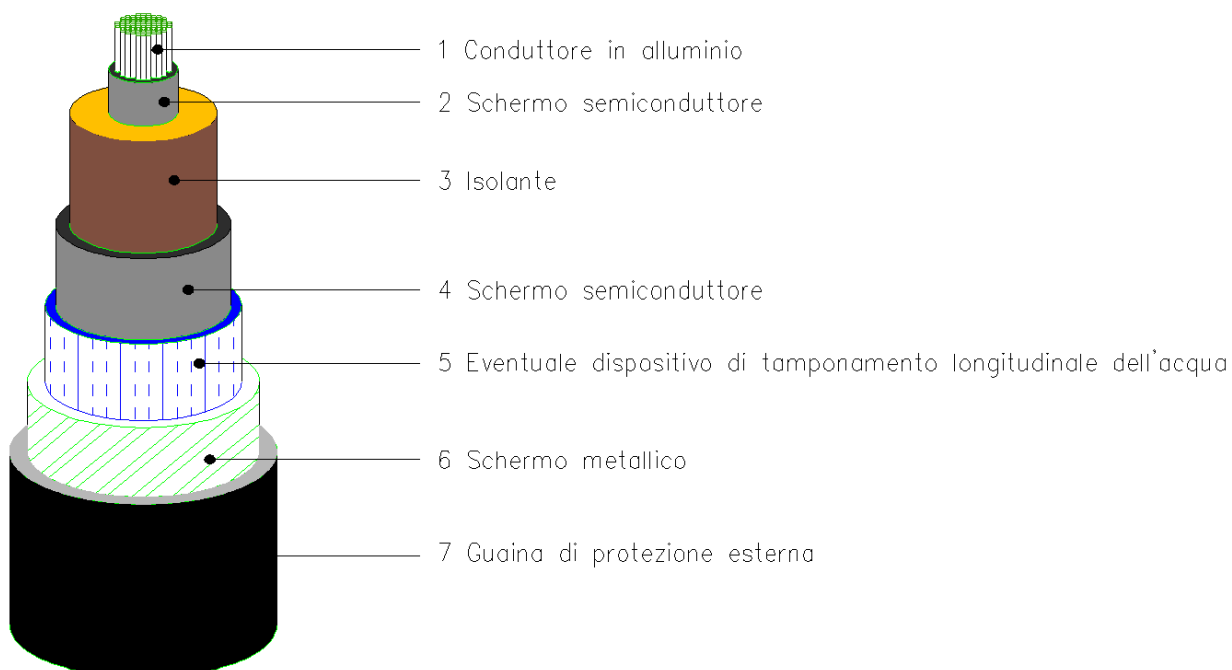 1 Conduttore in alluminio
2 Schermo semiconduttore
3 Isolante
4 Schermo semiconduttore
5 Eventuale dispositivo di tamponamento longitudinale dell'acqua
6 Schermo metallico
7 Guaina di protezione esterna